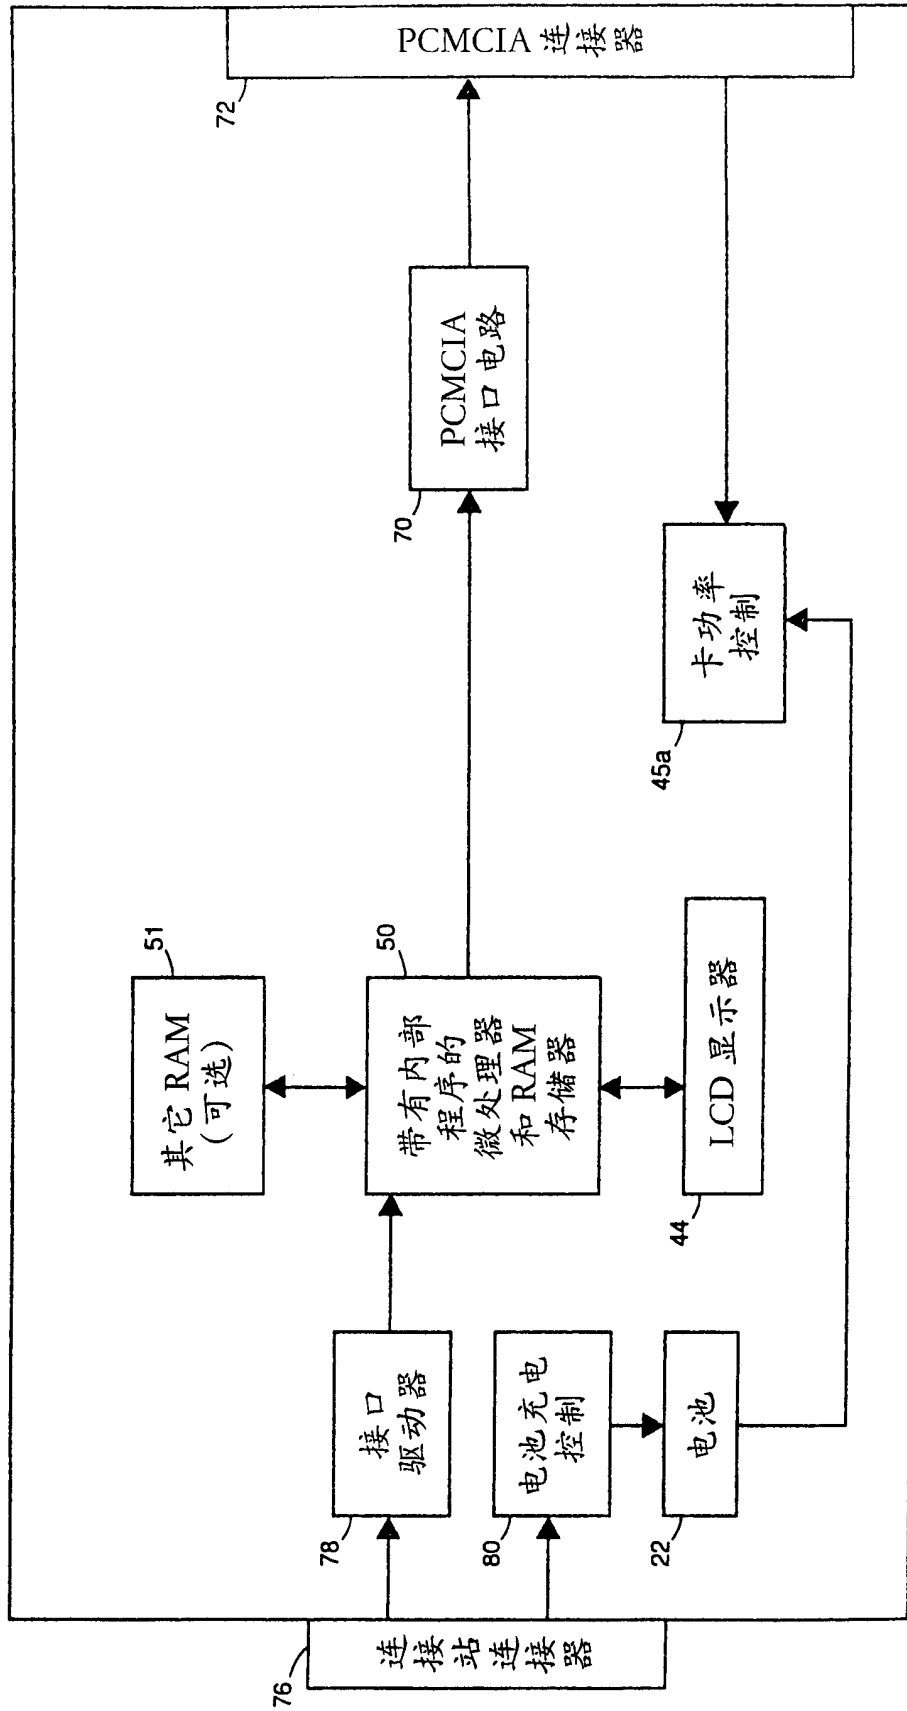 连接站连接器
76
接口
驱动器
78
电池充电
控制
80
电池
22
其它 RAM
(可选)
51
带有内部
程序的
微处理器
和 RAM
存储器
50
LCD 显示器
44
PCMCIA
接口电路
70
卡功率
控制
45a
PCMCIA 连接器
72